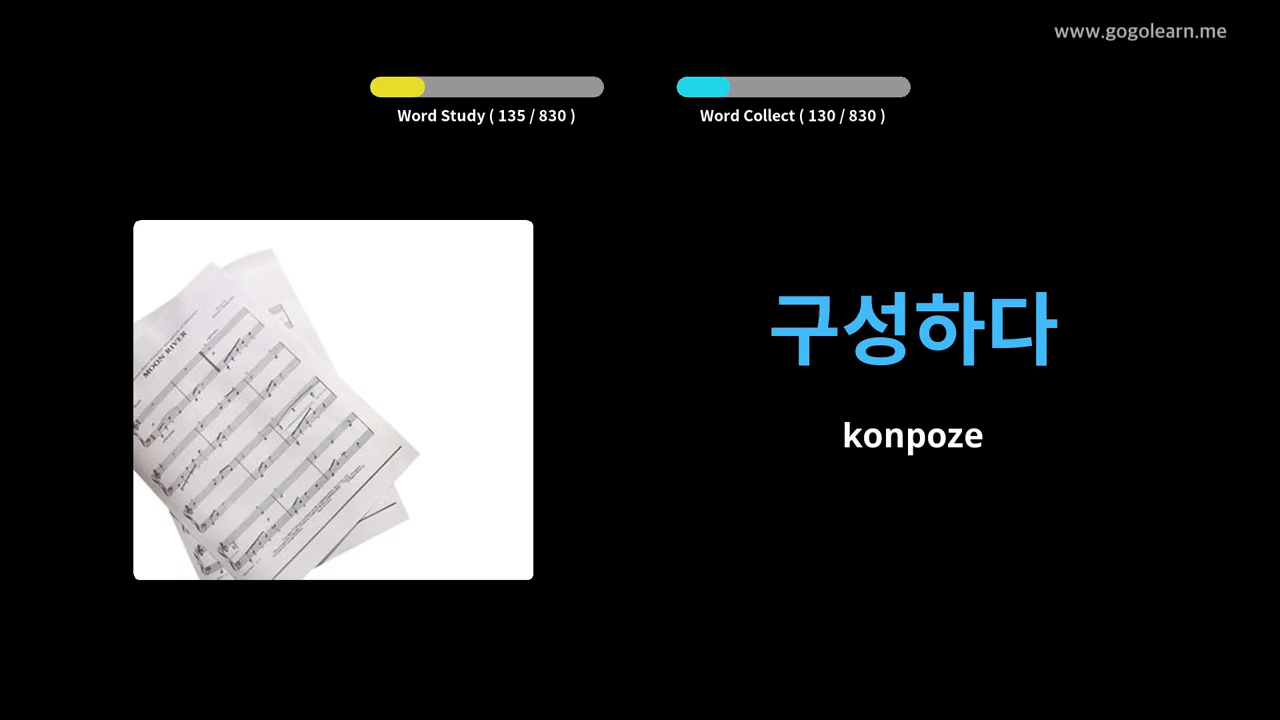 www.gogolearn.me
Word Study ( 135 / 830 )
Word Collect ( 130 / 830 )
MOON RIVER
구성하다
konpoze